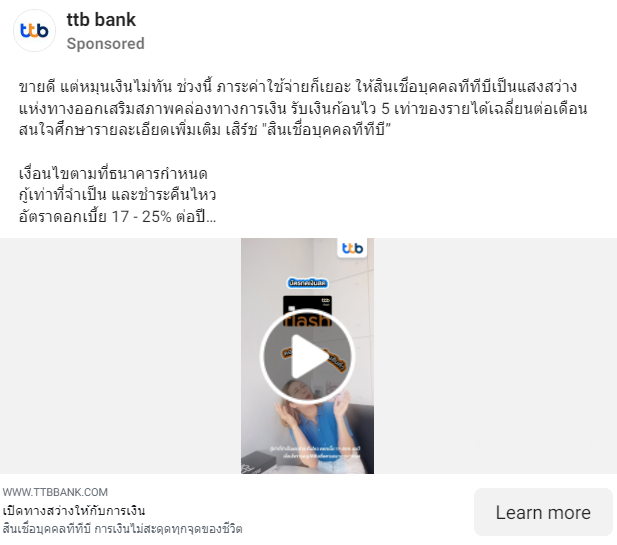 ttb
ttb bank
Sponsored
ขายดี แต่หมุนเงินไม่ทัน ช่วงนี้ ภาระค่าใช้จ่ายก็เยอะ ให้สินเชื่อบุคคลทีทีบีเป็นแสงสว่าง
แห่งทางออกเสริมสภาพคล่องทางการเงิน รับเงินก้อนไว 5 เท่าของรายได้เฉลี่ยนต่อเดือน
สนใจศึกษารายละเอียดเพิ่มเติม เสิร์ช "สินเชื่อบุคคลทีทีบี"
เงื่อนไขตามที่ธนาคารกำหนด
กู้เท่าที่จำเป็น และชำระคืนไหว
อัตราดอกเบี้ย 17 - 25% ต่อปี...
ttb
บัตรกดเงินสด
ttb
flash
WWW.TTBBANK.COM
เปิดทางสว่างให้กับการเงิน
สินเชื่อบุคคลทีทีบี การเงินไม่สะดุดทุกจุดของชีวิต
Learn more